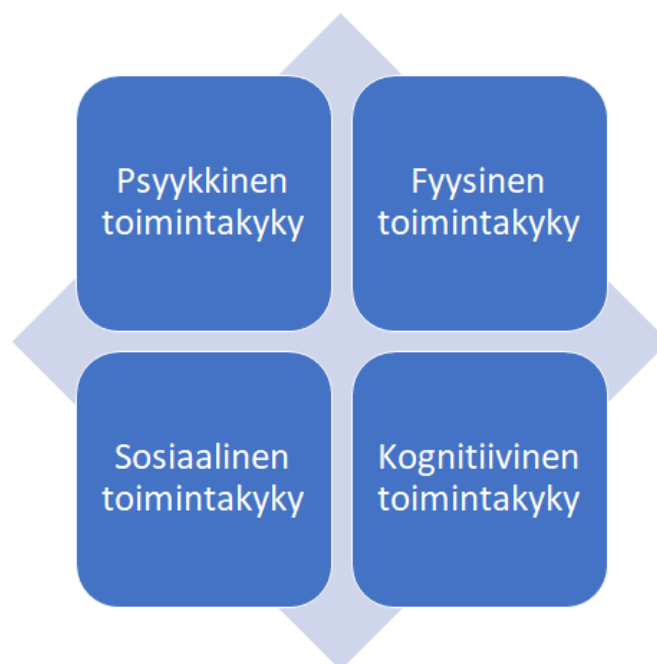 Psyykkinen
toimintakyky
Fyysinen
toimintakyky
Sosiaalinen
toimintakyky
Kognitiivinen
toimintakyky